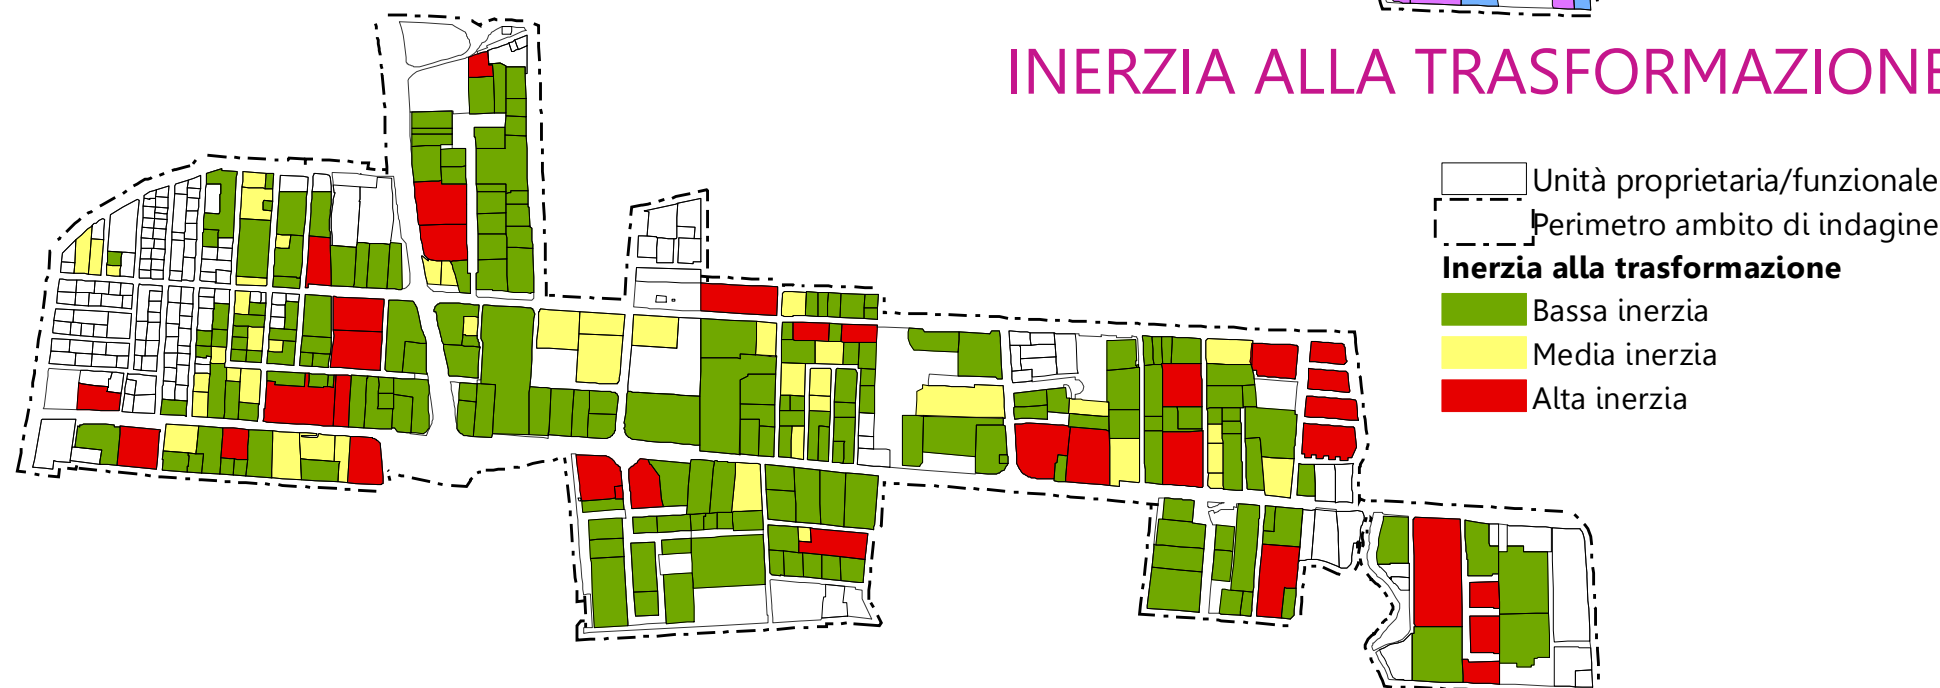 INERZIA ALLA TRASFORMAZIONE
Unità proprietaria/funzionale
Perimetro ambito di indagine
Inerzia alla trasformazione
Bassa inerzia
Media inerzia
Alta inerzia